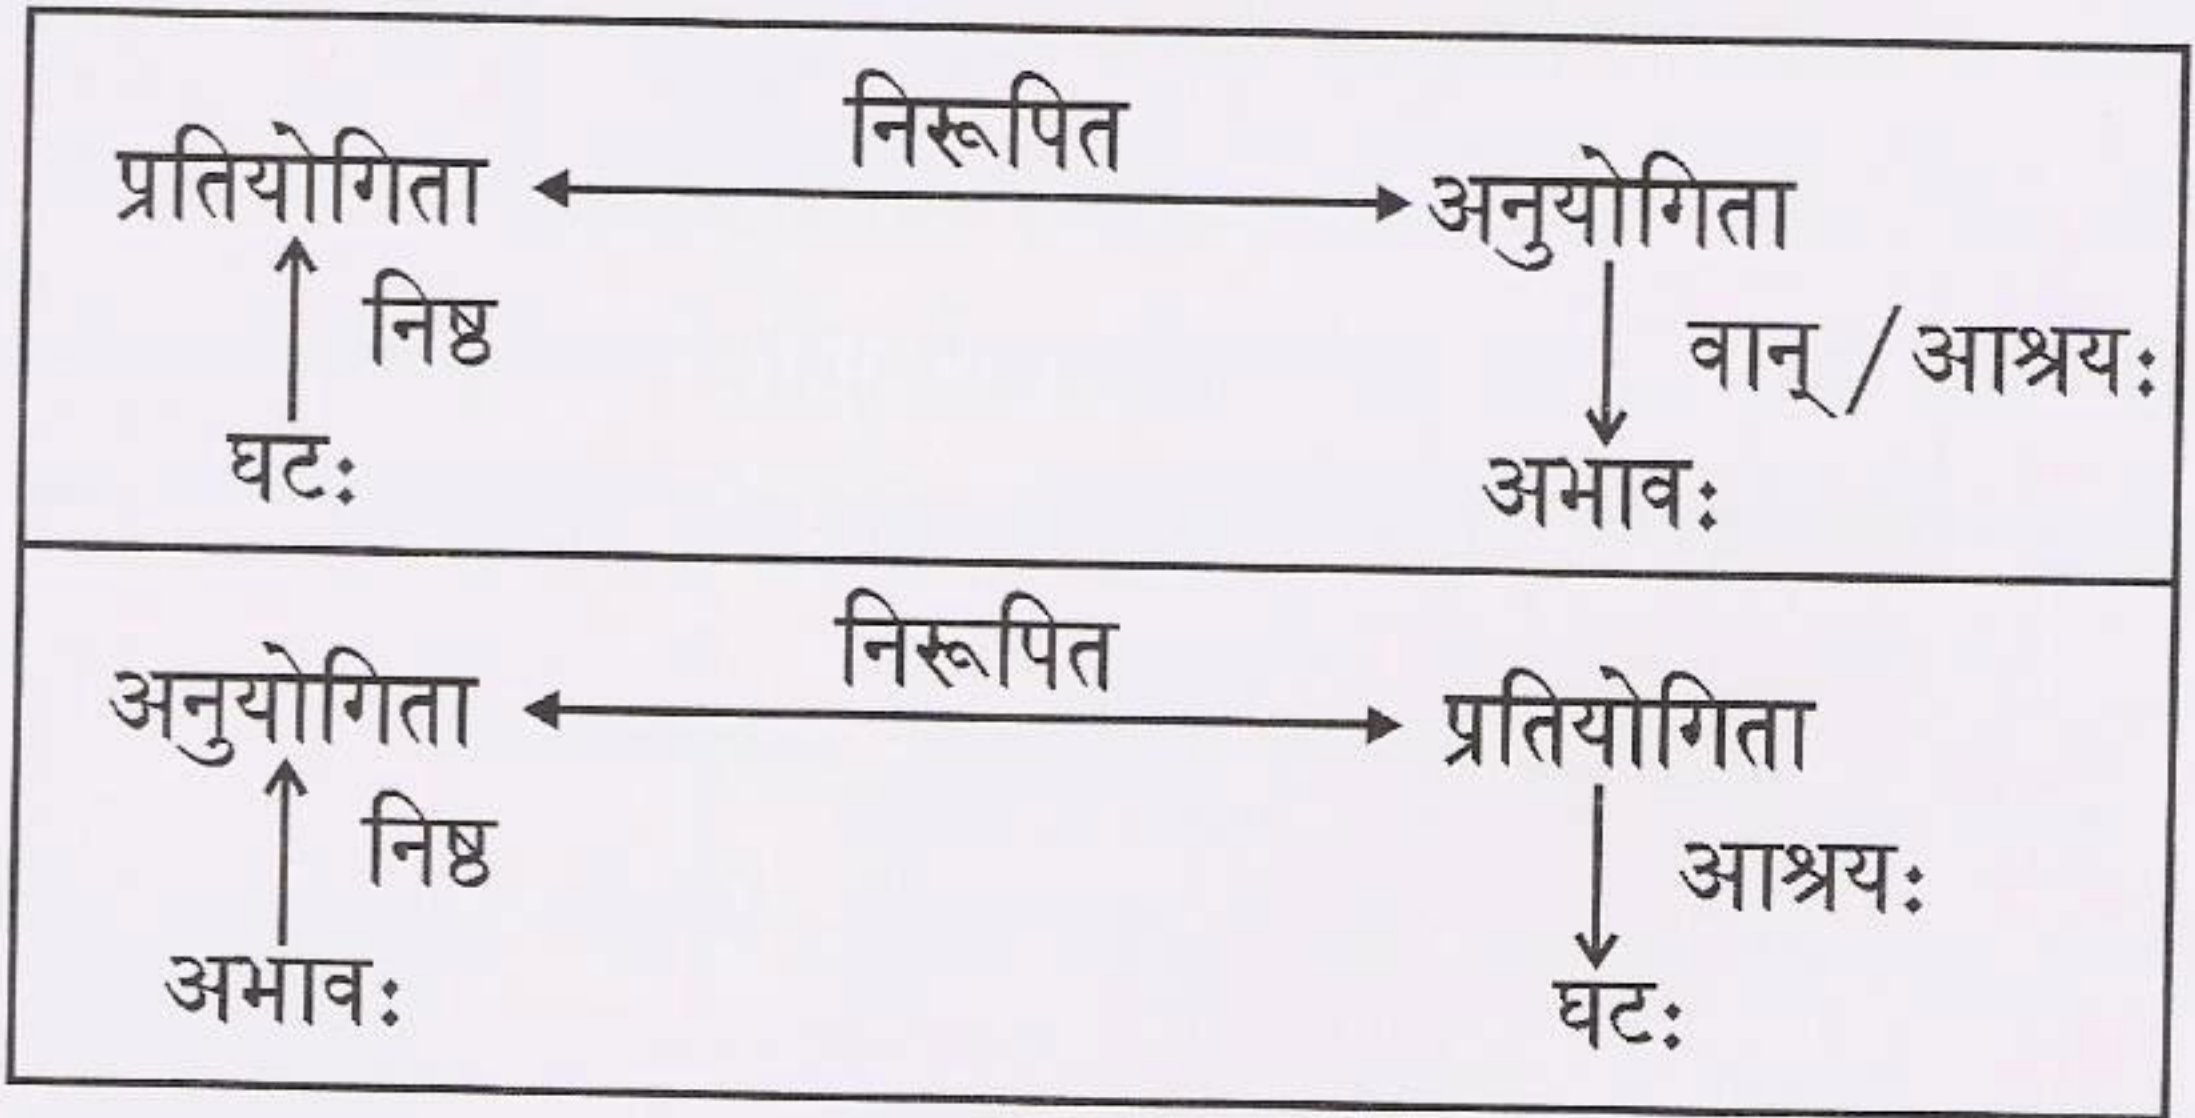 निरूपित
प्रतियोगिता अनुयोगिता
निष्ठ वान् / आश्रयः
घटः अभावः
निरूपित
अनुयोगिता प्रतियोगिता
निष्ठ आश्रयः
अभावः घटः